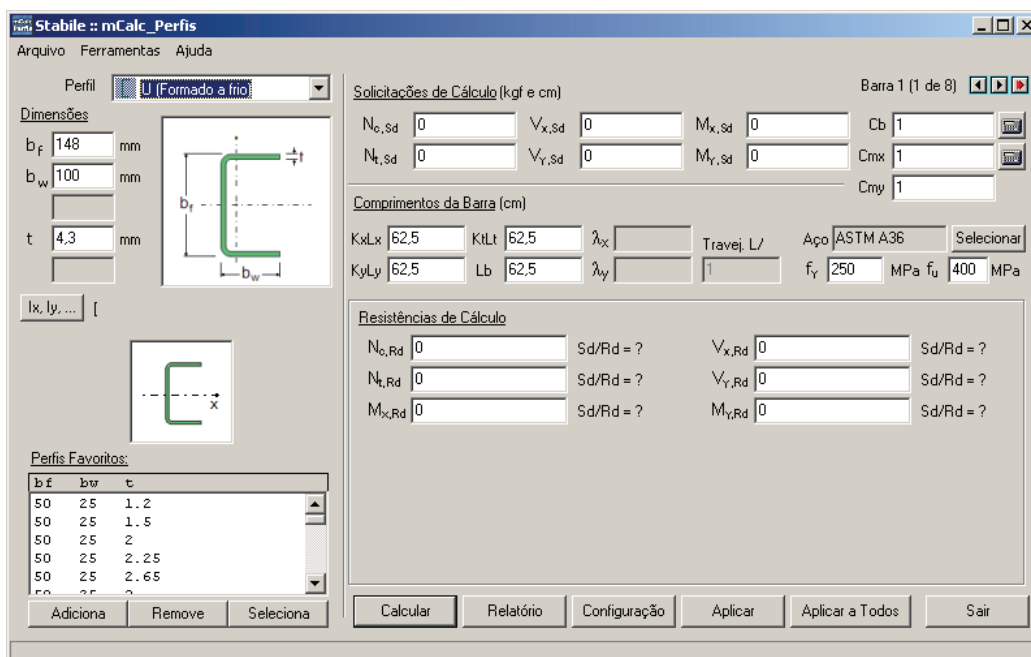 Stabile :: mCalc_Perfis
Arquivo Ferramentas Ajuda
Perfil U (Formado a frio)
Dimensões
bf 148 mm
bw 100 mm
t 4,3 mm
t
bf
bw
Ix, Iy, ... [
x
Perfis Favoritos:
bf bw t
50 25 1.2
50 25 1.5
50 25 2
50 25 2.25
50 25 2.65
Adiciona Remove Seleciona
Solicitações de Cálculo (kgf e cm)
Barra 1 (1 de 8)
Nc,Sd 0 Vx,Sd 0 Mx,Sd 0 Cb 1
Nt,Sd 0 VY,Sd 0 MY,Sd 0 Cmx 1
Cmy 1
Comprimentos da Barra (cm)
KxLx 62,5 KtLt 62,5 λx Travej. L/ Aço ASTM A36 Selecionar
KyLy 62,5 Lb 62,5 λy 1 fY 250 MPa fu 400 MPa
Resistências de Cálculo
Nc,Rd 0 Sd/Rd = ? Vx,Rd 0 Sd/Rd = ?
Nt,Rd 0 Sd/Rd = ? VY,Rd 0 Sd/Rd = ?
MX,Rd 0 Sd/Rd = ? MY,Rd 0 Sd/Rd = ?
Calcular Relatório Configuração Aplicar Aplicar a Todos Sair